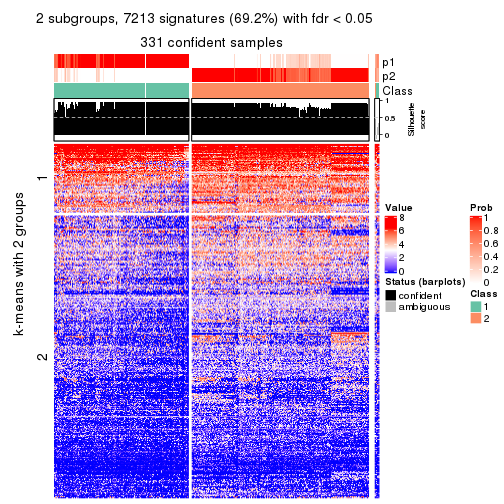 2 subgroups, 7213 signatures (69.2%) with fdr < 0.05
331 confident samples
p1
p2
Class
1
0.5
0
Silhouette
score
k-means with 2 groups
1
2
Value
8
6
4
2
0
Status (barplots)
confident
ambiguous
Prob
1
0.8
0.6
0.4
0.2
0
Class
1
2